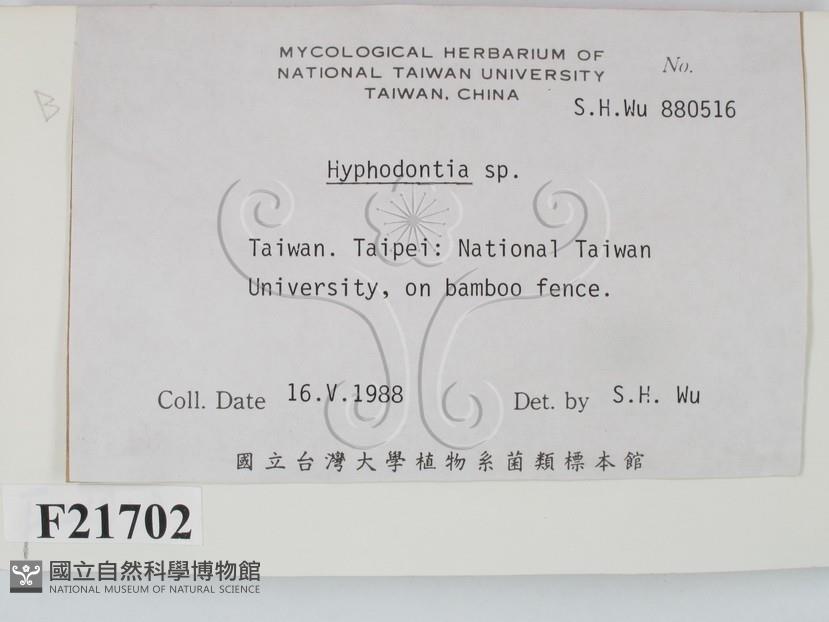 MYCOLOGICAL HERBARIUM OF
NATIONAL TAIWAN UNIVERSITY
TAIWAN. CHINA
No.
S.H.Wu 880516
B
Hyphodontia sp.
Taiwan. Taipei: National Taiwan
University, on bamboo fence.
Coll. Date 16.V.1988
Det. by S.H. Wu
國立台灣大學植物系菌類標本館
F21702
國立自然科學博物館
NATIONAL MUSEUM OF NATURAL SCIENCE